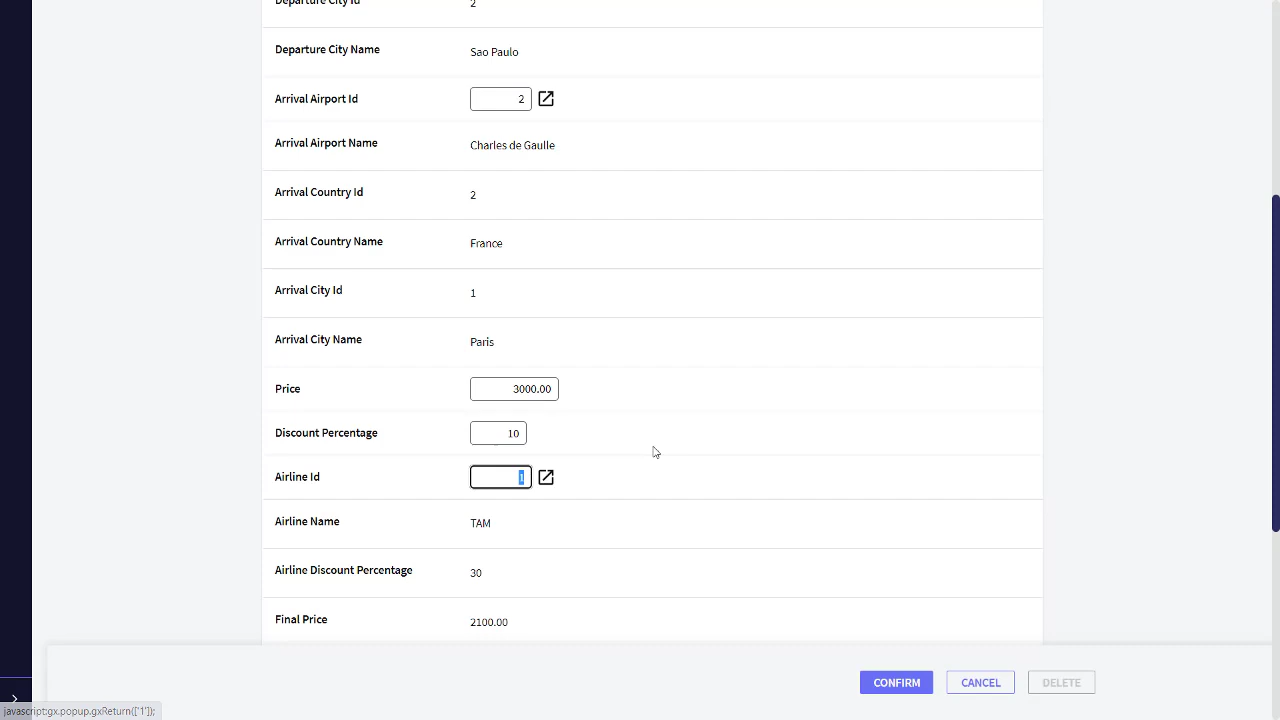 Departure City Id 2
Departure City Name Sao Paulo
Arrival Airport Id 2
Arrival Airport Name Charles de Gaulle
Arrival Country Id 2
Arrival Country Name France
Arrival City Id 1
Arrival City Name Paris
Price 3000.00
Discount Percentage 10
Airline Id 1
Airline Name TAM
Airline Discount Percentage 30
Final Price 2100.00
CONFIRM CANCEL DELETE
javascript:gx.popup.gxReturn(['1']);